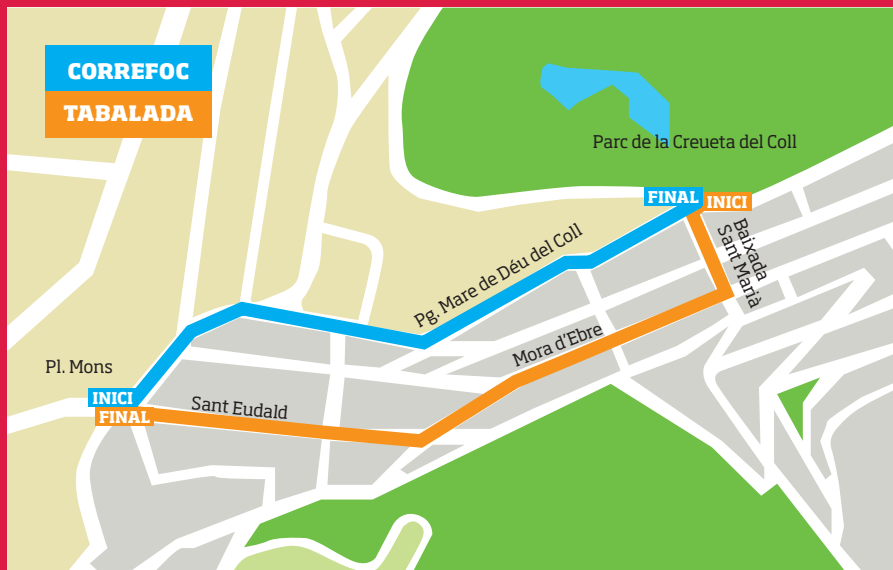 CORREFOC
TABALADA
Parc de la Creueta del Coll
FINAL
INICI
Baixada
Sant Marià
Pg. Mare de Déu del Coll
Mora d'Ebre
Pl. Mons
INICI
FINAL
Sant Eudald